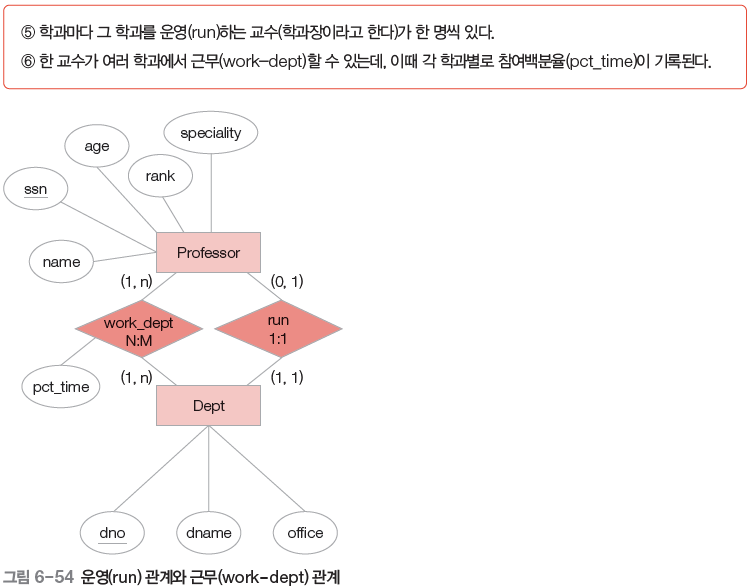 ⑤ 학과마다 그 학과를 운영(run)하는 교수(학과장이라고 한다)가 한 명씩 있다.
⑥ 한 교수가 여러 학과에서 근무(work-dept)할 수 있는데, 이때 각 학과별로 참여백분율(pct_time)이 기록된다.
speciality
age
rank
ssn
Professor
name
(1, n)
(0, 1)
work_dept
N:M
run
1:1
(1, n)
(1, 1)
pct_time
Dept
dno
dname
office
그림 6-54 운영(run) 관계와 근무(work-dept) 관계